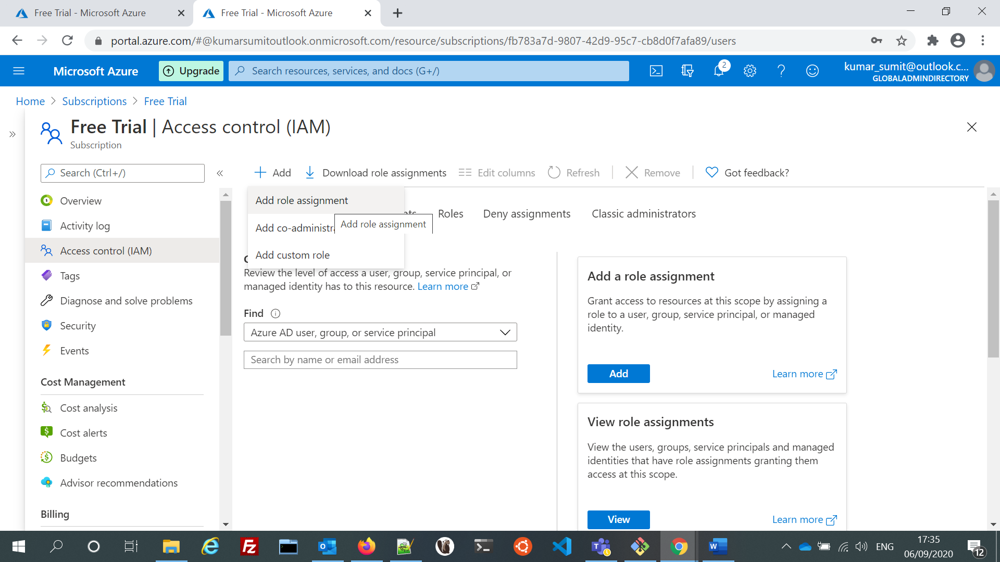 Free Trial - Microsoft Azure
Free Trial - Microsoft Azure
portal.azure.com/#@kumarsumitoutlook.onmicrosoft.com/resource/subscriptions/fb783a7d-9807-42d9-95c7-cb8d0f7afa89/users
Microsoft Azure
Upgrade
Search resources, services, and docs (G+/)
2
kumar_sumit@outlook.c...
GLOBALADMINDIRECTORY
Home > Subscriptions > Free Trial
Free Trial | Access control (IAM)
Subscription
Search (Ctrl+/)
Add
Download role assignments
Edit columns
Refresh
Remove
Got feedback?
Overview
Activity log
Access control (IAM)
Tags
Diagnose and solve problems
Security
Events
Cost Management
Cost analysis
Cost alerts
Budgets
Advisor recommendations
Billing
Add role assignment
Add co-administra
Add custom role
Add role assignment
Roles
Deny assignments
Classic administrators
Review the level of access a user, group, service principal, or
managed identity has to this resource. Learn more
Find
Azure AD user, group, or service principal
Search by name or email address
Add a role assignment
Grant access to resources at this scope by assigning a
role to a user, group, service principal, or managed
identity.
Add
Learn more
View role assignments
View the users, groups, service principals and managed
identities that have role assignments granting them
access at this scope.
View
Learn more
ENG
17:35
06/09/2020
12